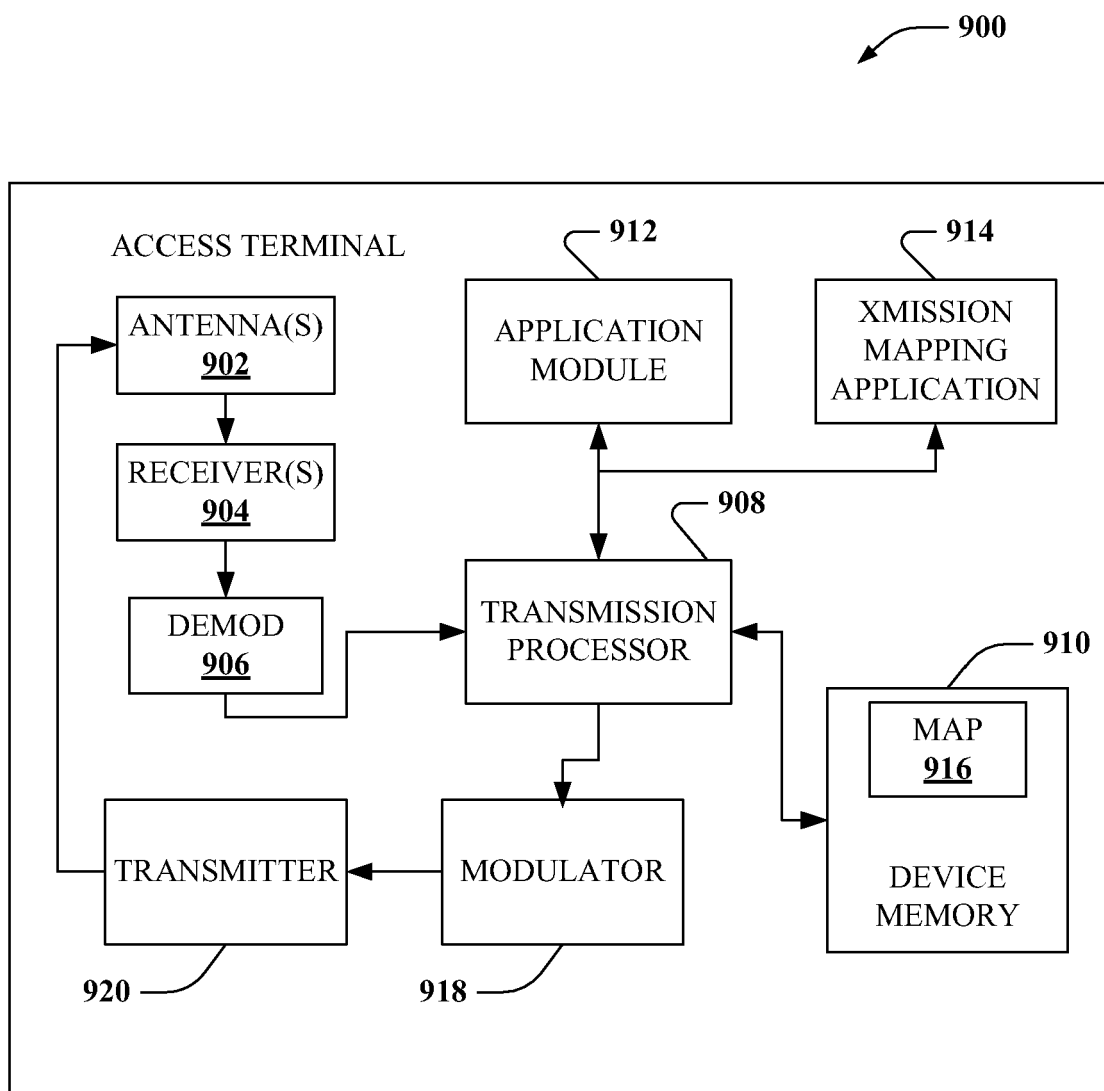 900
ACCESS TERMINAL
912
914
ANTENNA(S)
902
APPLICATION
MODULE
XMISSION
MAPPING
APPLICATION
RECEIVER(S)
904
908
DEMOD
906
TRANSMISSION
PROCESSOR
910
MAP
916
TRANSMITTER
MODULATOR
DEVICE
MEMORY
920
918